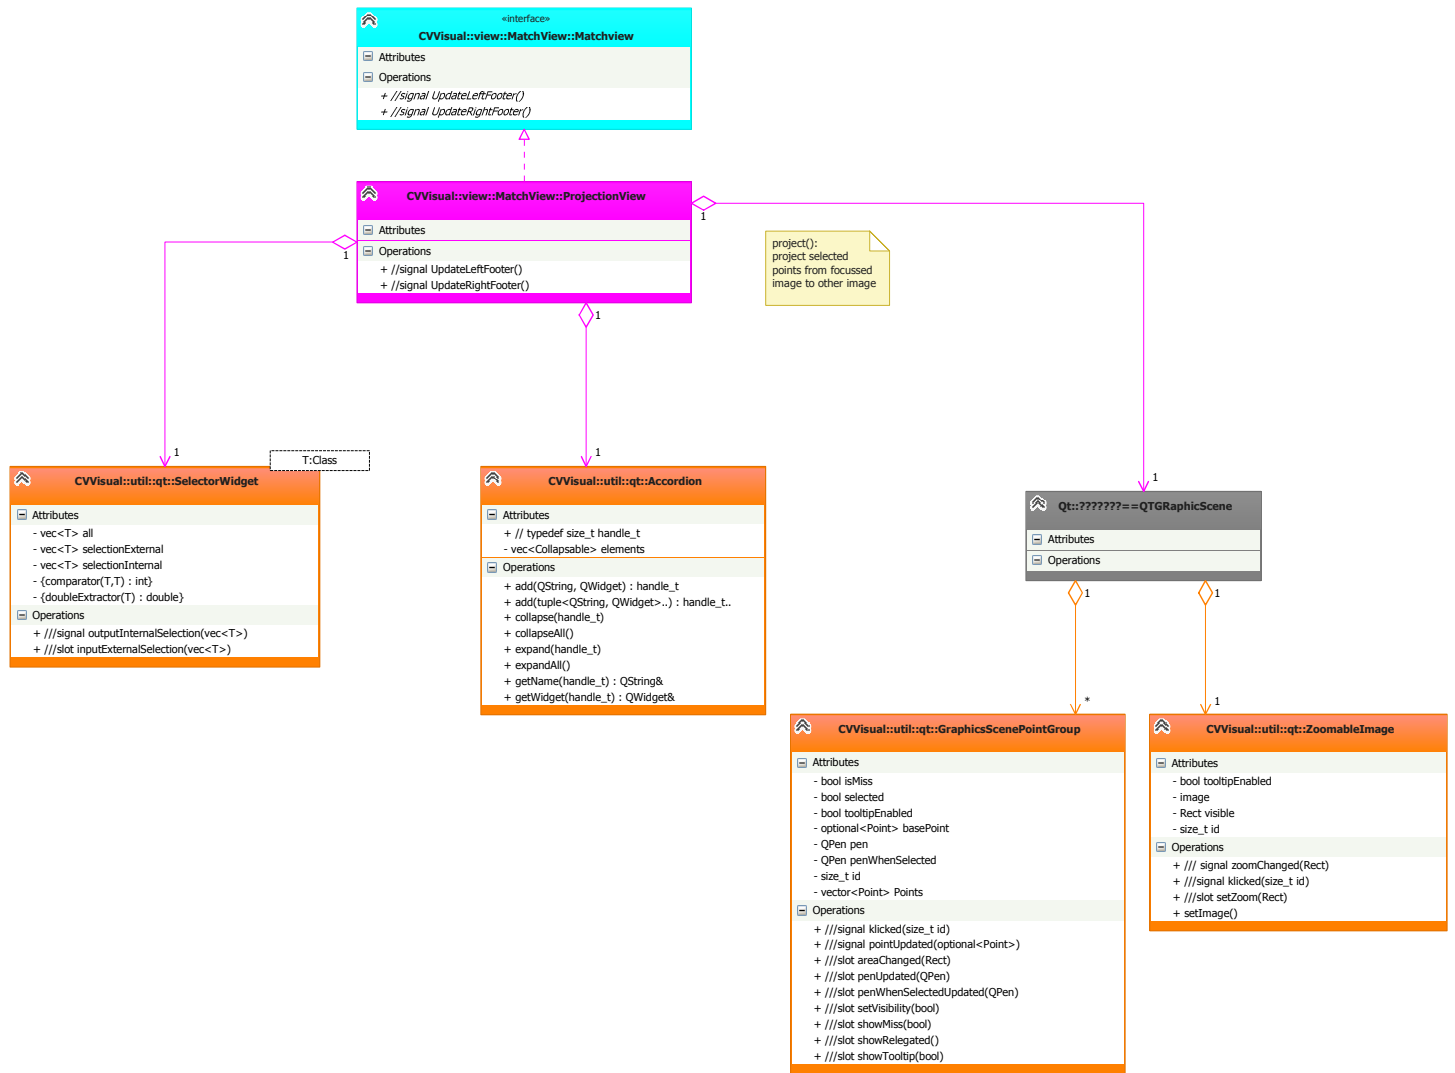 «interface»
CVVisual::view::MatchView::Matchview
Attributes
Operations
+ //signal UpdateLeftFooter()
+ //signal UpdateRightFooter()
CVVisual::view::MatchView::ProjectionView
Attributes
Operations
+ //signal UpdateLeftFooter()
+ //signal UpdateRightFooter()
1
1
1
project():
project selected
points from focussed
image to other image
1
T:Class
CVVisual::util::qt::SelectorWidget
Attributes
- vec<T> all
- vec<T> selectionExternal
- vec<T> selectionInternal
- {comparator(T,T) : int}
- {doubleExtractor(T) : double}
Operations
+ ///signal outputInternalSelection(vec<T>)
+ ///slot inputExternalSelection(vec<T>)
1
CVVisual::util::qt::Accordion
Attributes
+ // typedef size_t handle_t
- vec<Collapsable> elements
Operations
+ add(QString, QWidget) : handle_t
+ add(tuple<QString, QWidget>..) : handle_t..
+ collapse(handle_t)
+ collapseAll()
+ expand(handle_t)
+ expandAll()
+ getName(handle_t) : QString&
+ getWidget(handle_t) : QWidget&
1
Qt::???????==QTGRaphicScene
Attributes
Operations
1
1
*
1
CVVisual::util::qt::GraphicsScenePointGroup
Attributes
- bool isMiss
- bool selected
- bool tooltipEnabled
- optional<Point> basePoint
- QPen pen
- QPen penWhenSelected
- size_t id
- vector<Point> Points
Operations
+ ///signal klicked(size_t id)
+ ///signal pointUpdated(optional<Point>)
+ ///slot areaChanged(Rect)
+ ///slot penUpdated(QPen)
+ ///slot penWhenSelectedUpdated(QPen)
+ ///slot setVisibility(bool)
+ ///slot showMiss(bool)
+ ///slot showRelegated()
+ ///slot showTooltip(bool)
CVVisual::util::qt::ZoomableImage
Attributes
- bool tooltipEnabled
- image
- Rect visible
- size_t id
Operations
+ /// signal zoomChanged(Rect)
+ ///signal klicked(size_t id)
+ ///slot setZoom(Rect)
+ setImage()